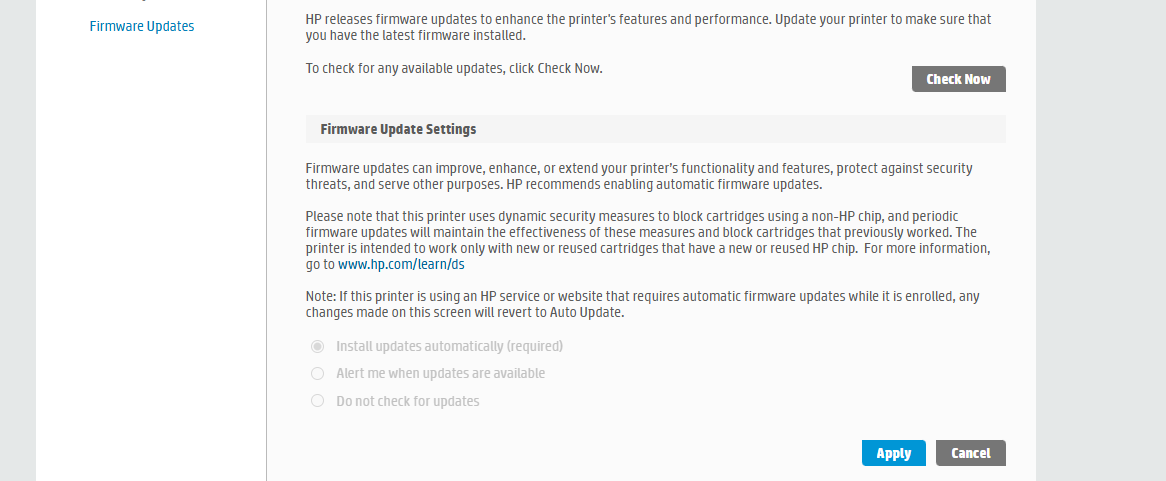 Firmware Updates
HP releases firmware updates to enhance the printer's features and performance. Update your printer to make sure that
you have the latest firmware installed.
To check for any available updates, click Check Now.
Check Now
Firmware Update Settings
Firmware updates can improve, enhance, or extend your printer's functionality and features, protect against security
threats, and serve other purposes. HP recommends enabling automatic firmware updates.
Please note that this printer uses dynamic security measures to block cartridges using a non-HP chip, and periodic
firmware updates will maintain the effectiveness of these measures and block cartridges that previously worked. The
printer is intended to work only with new or reused cartridges that have a new or reused HP chip. For more information,
go to www.hp.com/learn/ds
Note: If this printer is using an HP service or website that requires automatic firmware updates while it is enrolled, any
changes made on this screen will revert to Auto Update.
Install updates automatically (required)
Alert me when updates are available
Do not check for updates
Apply
Cancel